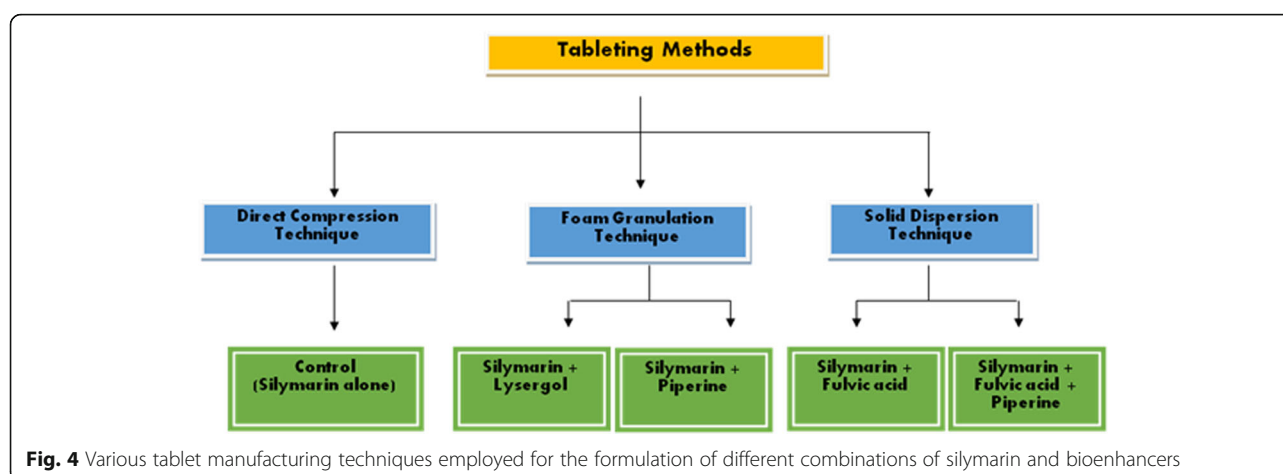 Tableting Methods
Direct Compression
Technique
Foam Granulation
Technique
Solid Dispersion
Technique
Control
(Silymarin alone)
Silymarin +
Lysergol
Silymarin +
Piperine
Silymarin +
Fulvic acid
Silymarin +
Fulvic acid +
Piperine
Fig. 4 Various tablet manufacturing techniques employed for the formulation of different combinations of silymarin and bioenhancers